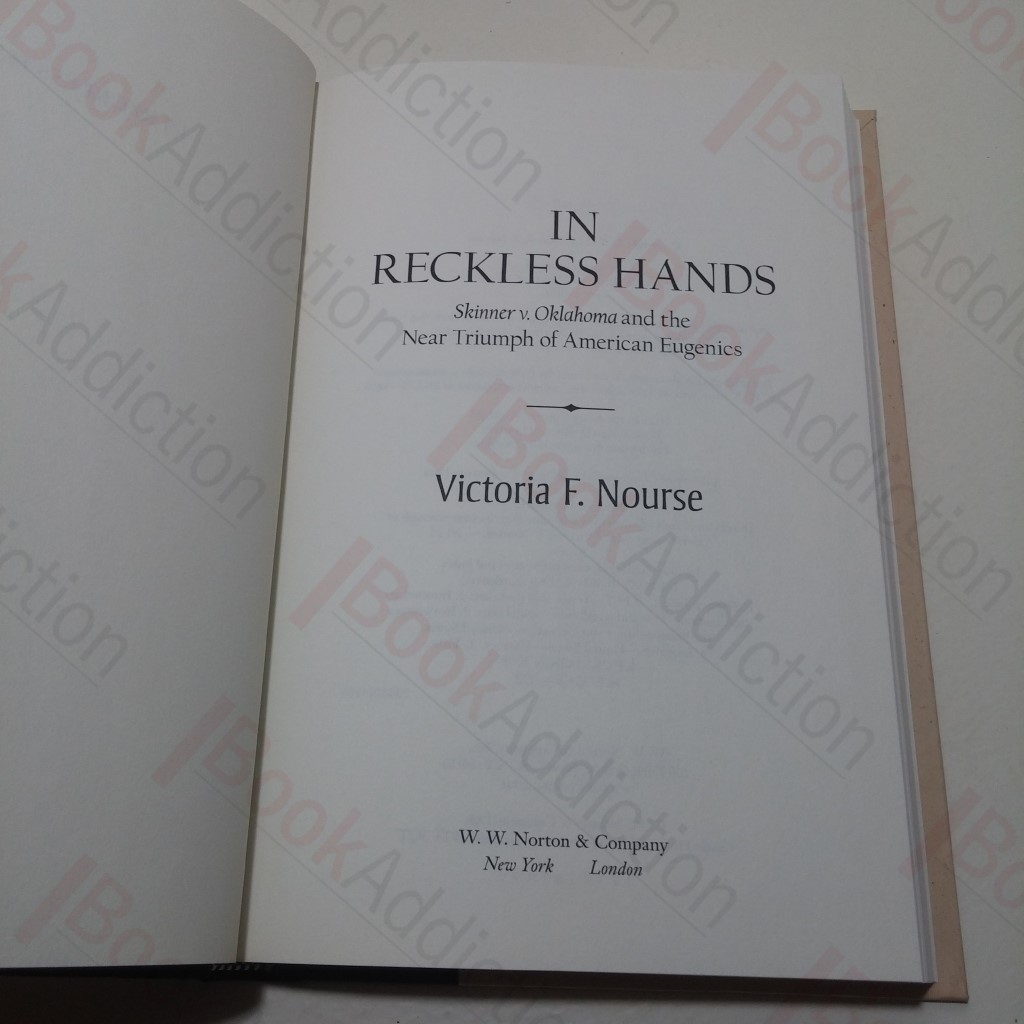 IN
RECKLESS HANDS
Skinner v. Oklahoma and the
Near Triumph of American Eugenics
Victoria F. Nourse
W. W. Norton & Company
New York London
BookAddiction